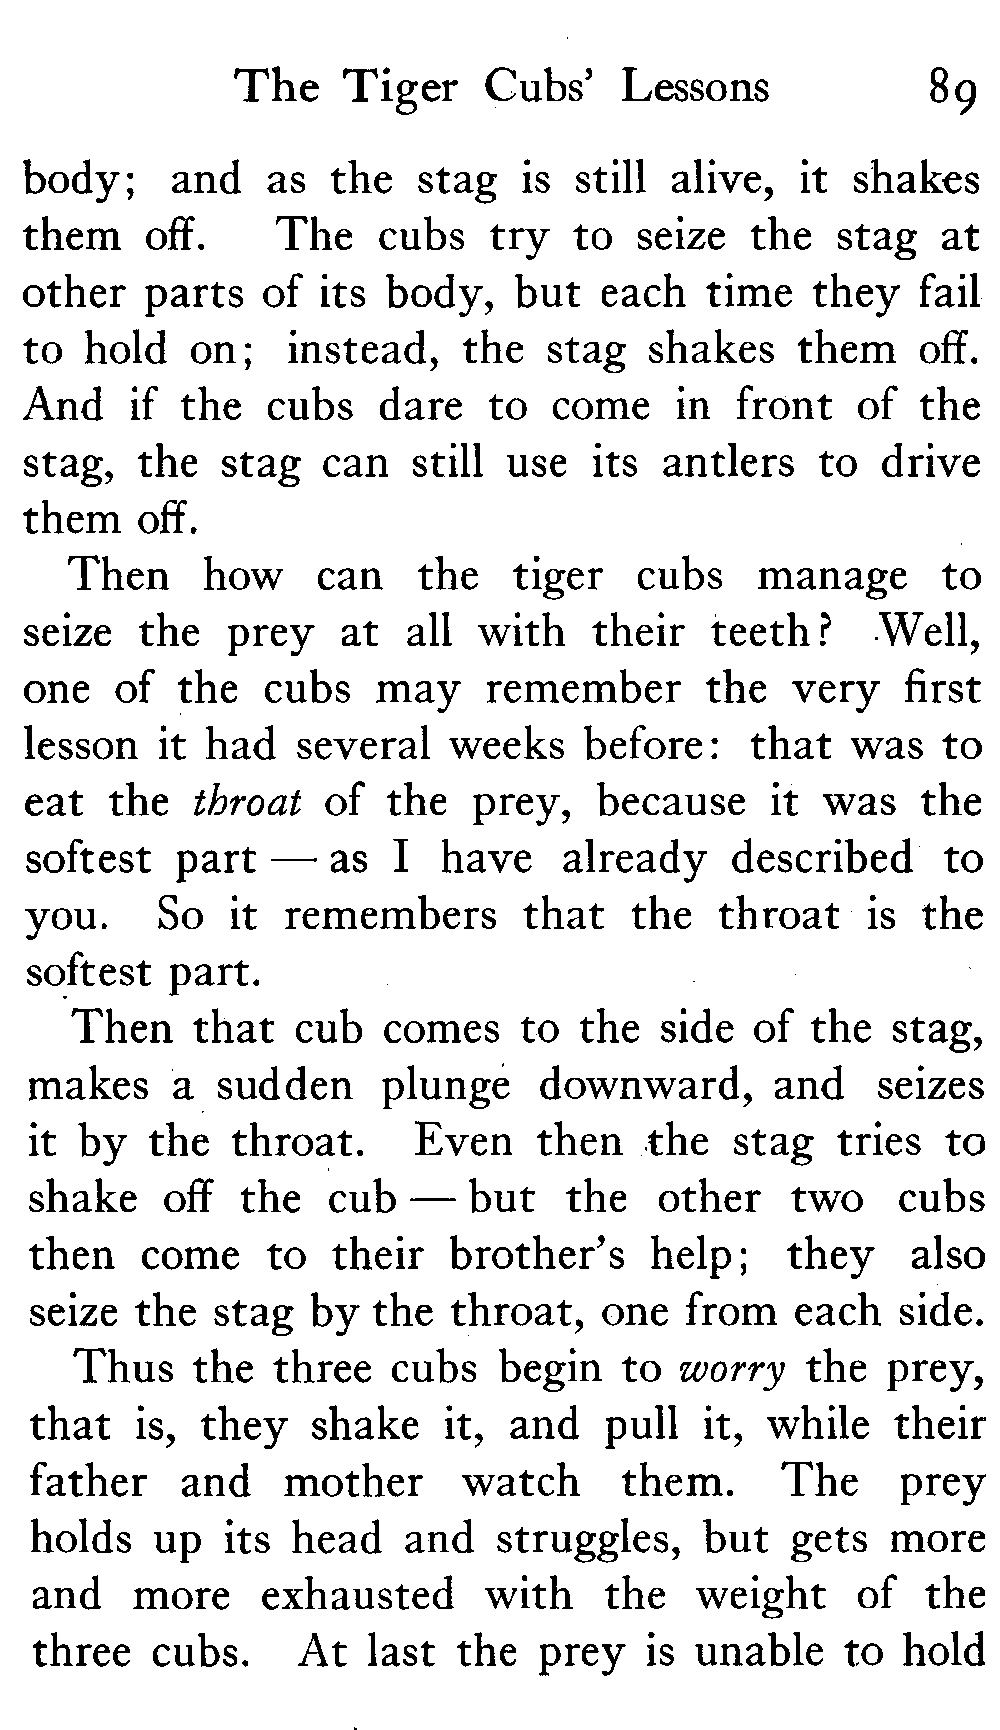 The Tiger Cubs' Lessons 89
body; and as the stag is still alive, it shakes
them off. The cubs try to seize the stag at
other parts of its body, but each time they fail
to hold on; instead, the stag shakes them off.
And if the cubs dare to come in front of the
stag, the stag can still use its antlers to drive
them off.
Then how can the tiger cubs manage to
seize the prey at all with their teeth? Well,
one of the cubs may remember the very first
lesson it had several weeks before: that was to
eat the throat of the prey, because it was the
softest part — as I have already described to
you. So it remembers that the throat is the
softest part.
Then that cub comes to the side of the stag,
makes a sudden plunge downward, and seizes
it by the throat. Even then the stag tries to
shake off the cub — but the other two cubs
then come to their brother's help; they also
seize the stag by the throat, one from each side.
Thus the three cubs begin to worry the prey,
that is, they shake it, and pull it, while their
father and mother watch them. The prey
holds up its head and struggles, but gets more
and more exhausted with the weight of the
three cubs. At last the prey is unable to hold